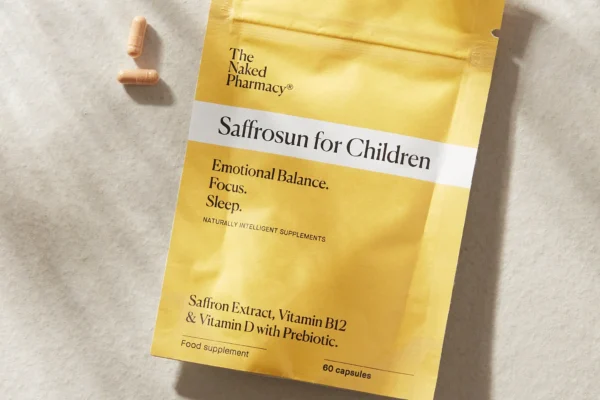 The
Naked
Pharmacy®
Saffrosun for Children
Emotional Balance.
Focus.
Sleep.
NATURALLY INTELLIGENT SUPPLEMENTS
Saffron Extract, Vitamin B12
& Vitamin D with Prebiotic.
Food supplement
60 capsules